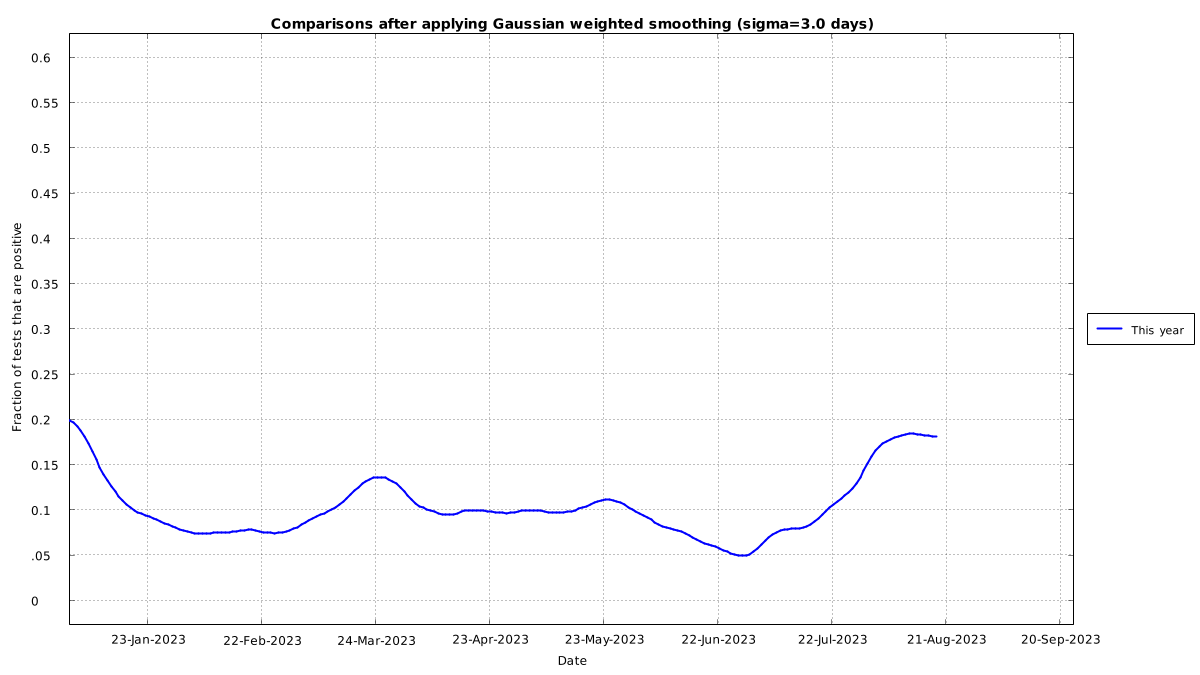 Comparisons after applying Gaussian weighted smoothing (sigma=3.0 days)
0.6
0.55
0.5
0.45
0.4
0.35
0.3
0.25
0.2
0.15
0.1
.05
0
Fraction of tests that are positive
23-Jan-2023 22-Feb-2023 24-Mar-2023 23-Apr-2023 23-May-2023 22-Jun-2023 22-Jul-2023 21-Aug-2023 20-Sep-2023
Date
This year